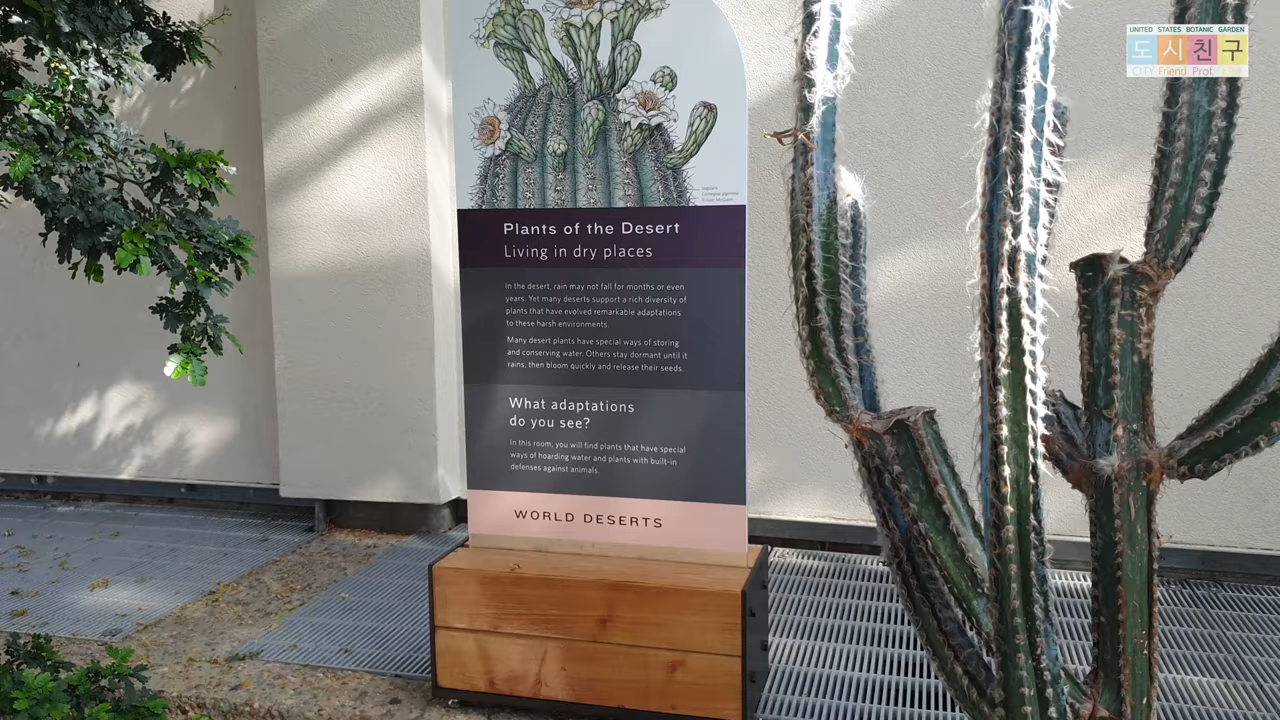 UNITED STATES BOTANIC GARDEN
도시친구
CITY Friend Prof.
Saguaro
Carnegiea gigantea
©Joan McGann
Plants of the Desert
Living in dry places
In the desert, rain may not fall for months or even
years. Yet many deserts support a rich diversity of
plants that have evolved remarkable adaptations
to these harsh environments.
Many desert plants have special ways of storing
and conserving water. Others stay dormant until it
rains, then bloom quickly and release their seeds.
What adaptations
do you see?
In this room, you will find plants that have special
ways of hoarding water and plants with built-in
defenses against animals.
WORLD DESERTS